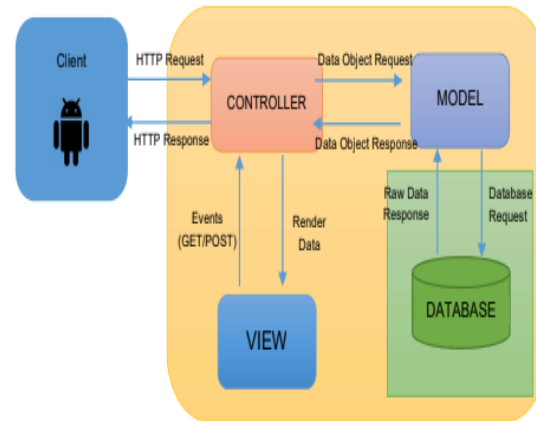 Client
HTTP Request
HTTP Response
CONTROLLER
Data Object Request
Data Object Response
MODEL
Events
(GET/POST)
Render
Data
Raw Data
Response
Database
Request
VIEW
DATABASE